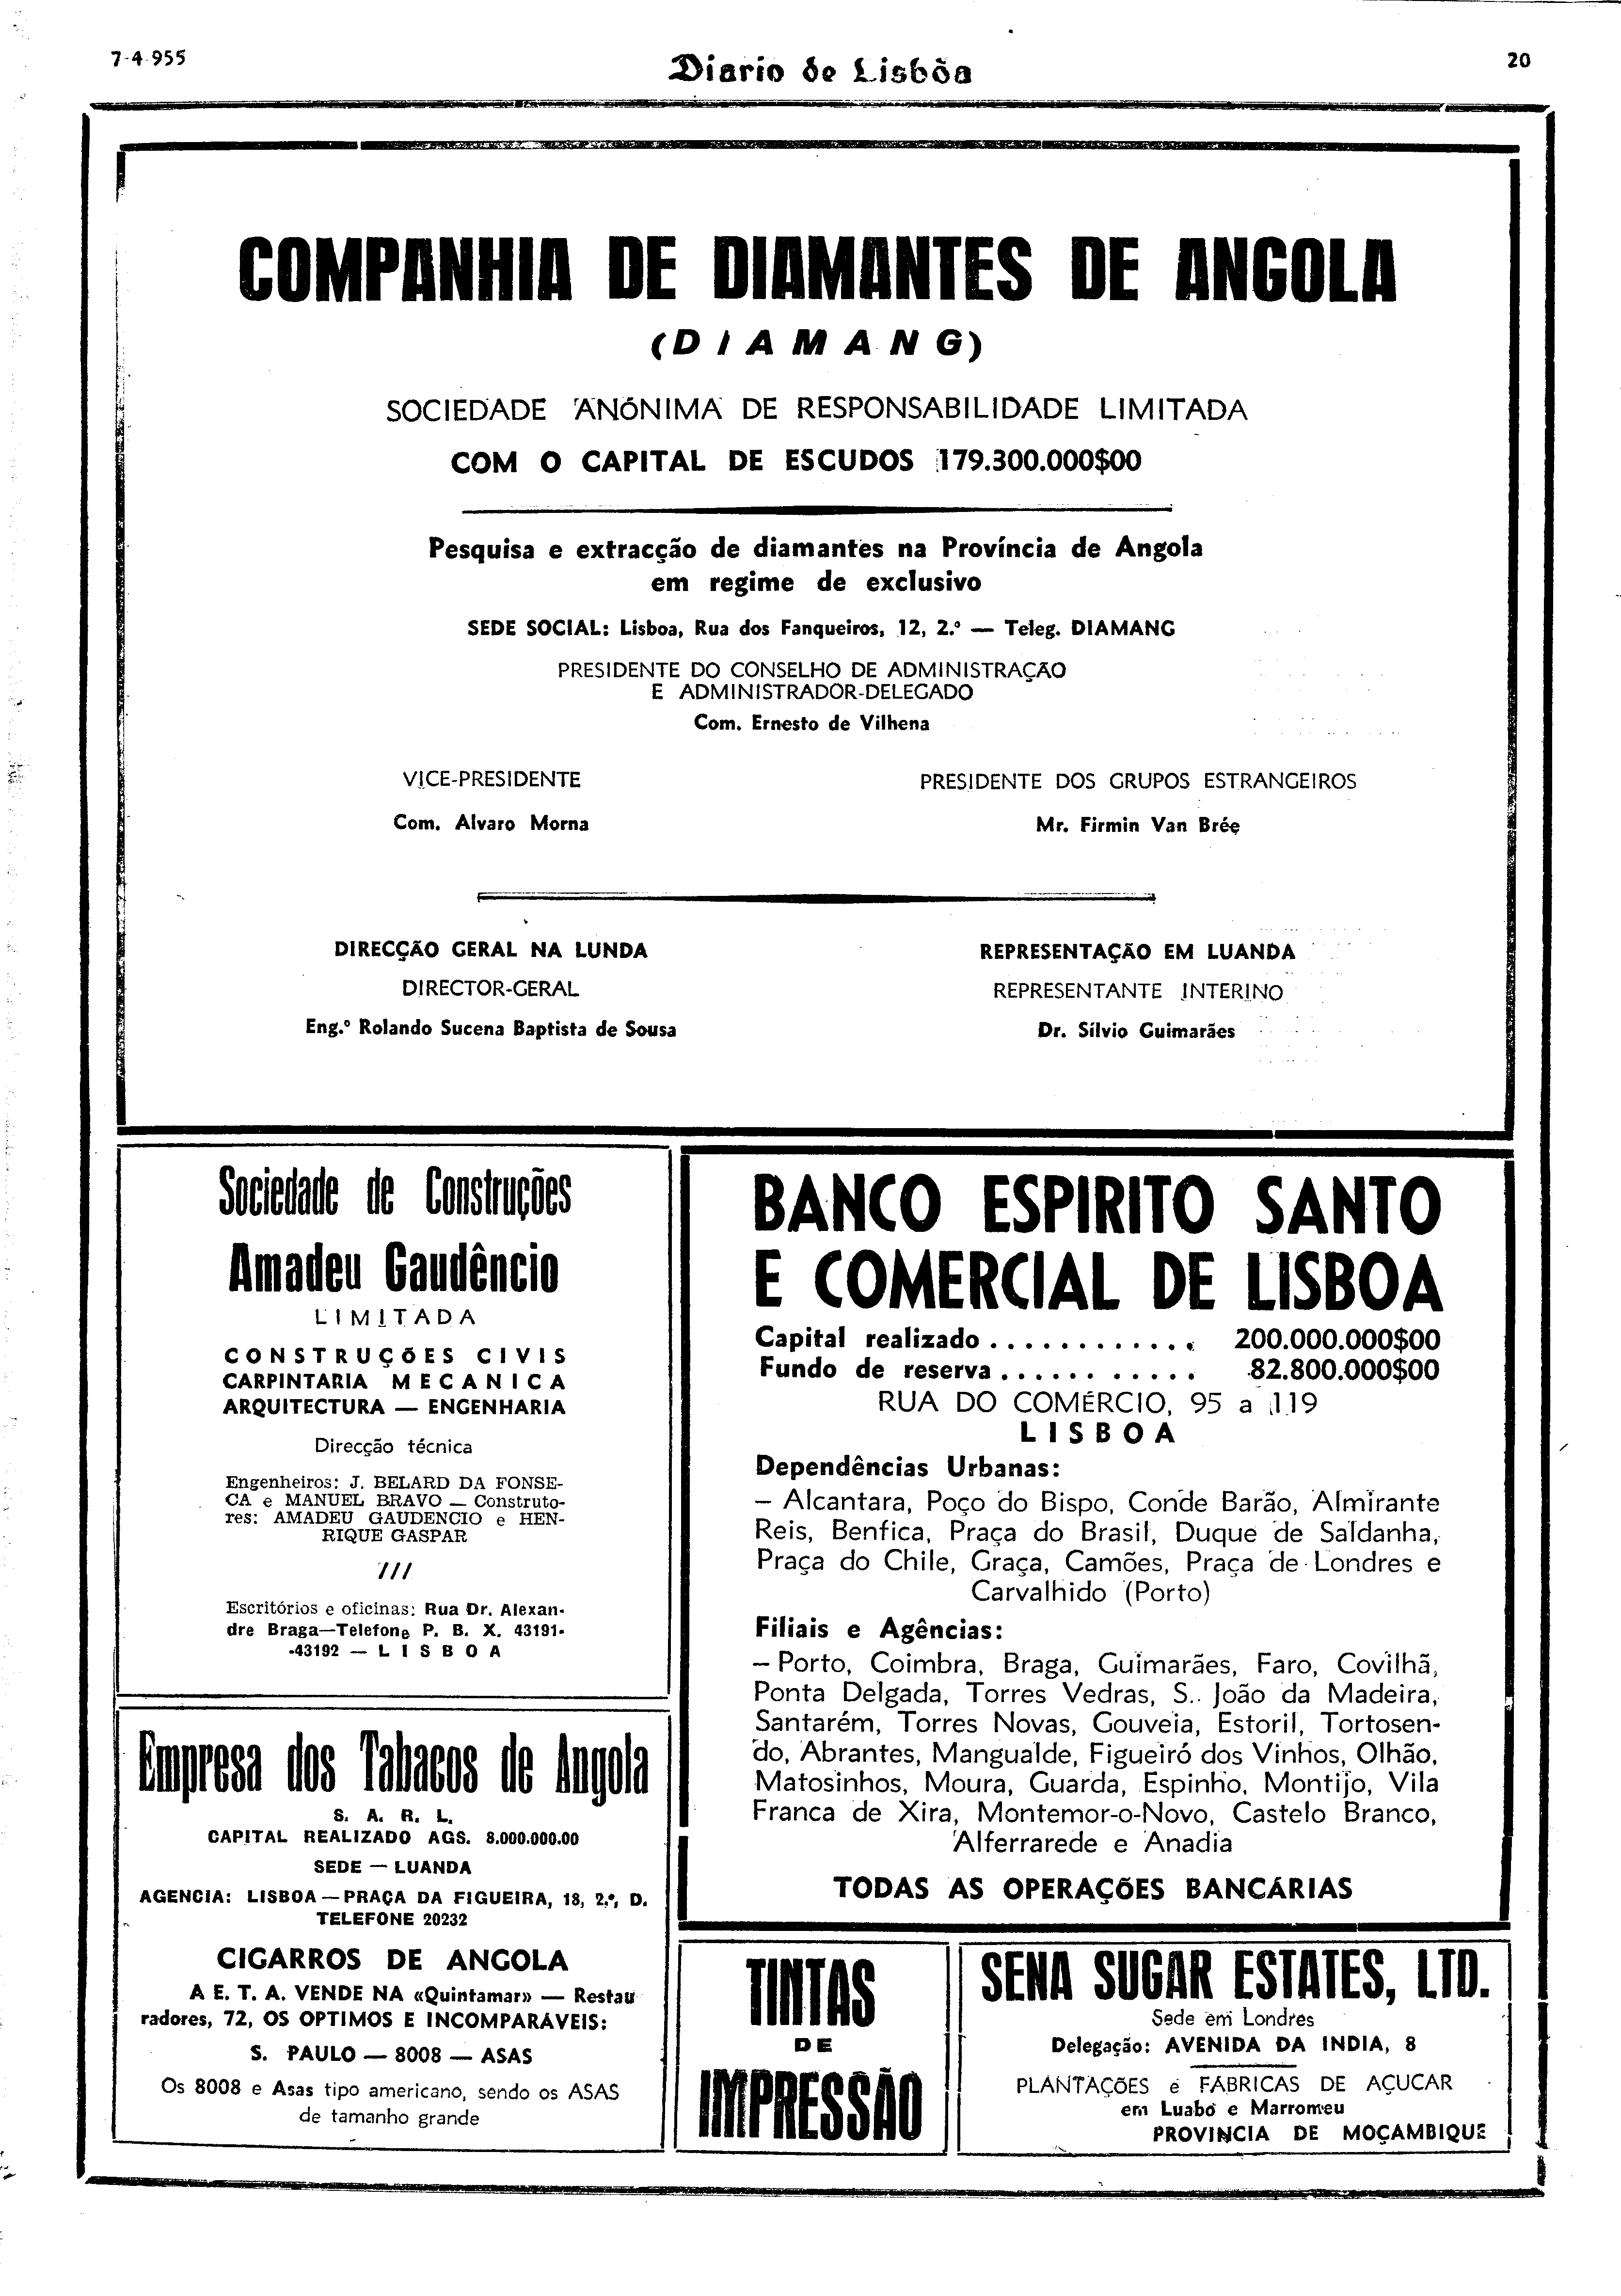 7-4-955
Diario de Lisbôa
20
COMPANHIA DE DIAMANTES DE ANGOLA
(DIAMANG)
SOCIEDADE ANÓNIMA DE RESPONSABILIDADE LIMITADA
COM O CAPITAL DE ESCUDOS 179.300.000$00
Pesquisa e extracção de diamantes na Província de Angola
em regime de exclusivo
SEDE SOCIAL: Lisboa, Rua dos Fanqueiros, 12, 2.º — Teleg. DIAMANG
PRESIDENTE DO CONSELHO DE ADMINISTRAÇÃO
E ADMINISTRADOR-DELEGADO
Com. Ernesto de Vilhena
VICE-PRESIDENTE
Com. Alvaro Morna
PRESIDENTE DOS GRUPOS ESTRANGEIROS
Mr. Firmin Van Brée
DIRECÇÃO GERAL NA LUNDA
DIRECTOR-GERAL
Eng.º Rolando Sucena Baptista de Sousa
REPRESENTAÇÃO EM LUANDA
REPRESENTANTE INTERINO
Dr. Sílvio Guimarães
Sociedade de Construções
Amadeu Gaudêncio
LIMITADA
CONSTRUÇÕES CIVIS
CARPINTARIA MECANICA
ARQUITECTURA — ENGENHARIA
Direcção técnica
Engenheiros: J. BELARD DA FONSE-
CA e MANUEL BRAVO — Construto-
res: AMADEU GAUDENCIO e HEN-
RIQUE GASPAR
///
Escritórios e oficinas: Rua Dr. Alexan-
dre Braga—Telefone P. B. X. 43191-
-43192 — LISBOA
Empresa dos Tabacos de Angola
S. A. R. L.
CAPITAL REALIZADO AGS. 8.000.000.00
SEDE — LUANDA
AGENCIA: LISBOA — PRAÇA DA FIGUEIRA, 18, 2.º, D.
TELEFONE 20232
CIGARROS DE ANGOLA
A E. T. A. VENDE NA «Quintamar» — Restau
radores, 72, OS OPTIMOS E INCOMPARÁVEIS:
S. PAULO — 8008 — ASAS
Os 8008 e Asas tipo americano, sendo os ASAS
de tamanho grande
BANCO ESPIRITO SANTO
E COMERCIAL DE LISBOA
Capital realizado ............ 200.000.000$00
Fundo de reserva ........... 82.800.000$00
RUA DO COMÉRCIO, 95 a 119
LISBOA
Dependências Urbanas:
— Alcantara, Poço do Bispo, Conde Barão, Almirante
Reis, Benfica, Praça do Brasil, Duque de Saldanha,
Praça do Chile, Graça, Camões, Praça de Londres e
Carvalhido (Porto)
Filiais e Agências:
— Porto, Coimbra, Braga, Guimarães, Faro, Covilhã,
Ponta Delgada, Torres Vedras, S. João da Madeira,
Santarém, Torres Novas, Gouveia, Estoril, Tortosen-
do, Abrantes, Mangualde, Figueiró dos Vinhos, Olhão,
Matosinhos, Moura, Guarda, Espinho, Montijo, Vila
Franca de Xira, Montemor-o-Novo, Castelo Branco,
Alferrarede e Anadia
TODAS AS OPERAÇÕES BANCÁRIAS
TINTAS
DE
IMPRESSÃO
SENA SUGAR ESTATES, LTD.
Sede em Londres
Delegação: AVENIDA DA INDIA, 8
PLANTAÇÕES e FÁBRICAS DE AÇUCAR
em Luabo e Marromeu
PROVINCIA DE MOÇAMBIQUE